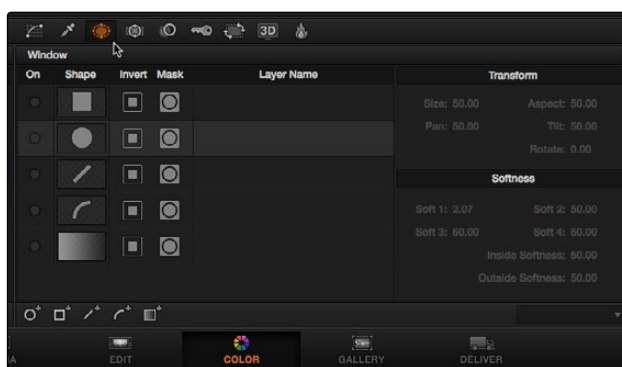 3D
Window
On Shape Invert Mask Layer Name
Transform
Size: 50.00 Aspect: 50.00
Pan: 50.00 Tilt: 50.00
Rotate: 0.00
Softness
Soft 1: 2.07 Soft 2: 50.00
Soft 3: 50.00 Soft 4: 50.00
Inside Softness: 50.00
Outside Softness: 50.00
EDIT COLOR GALLERY DELIVER